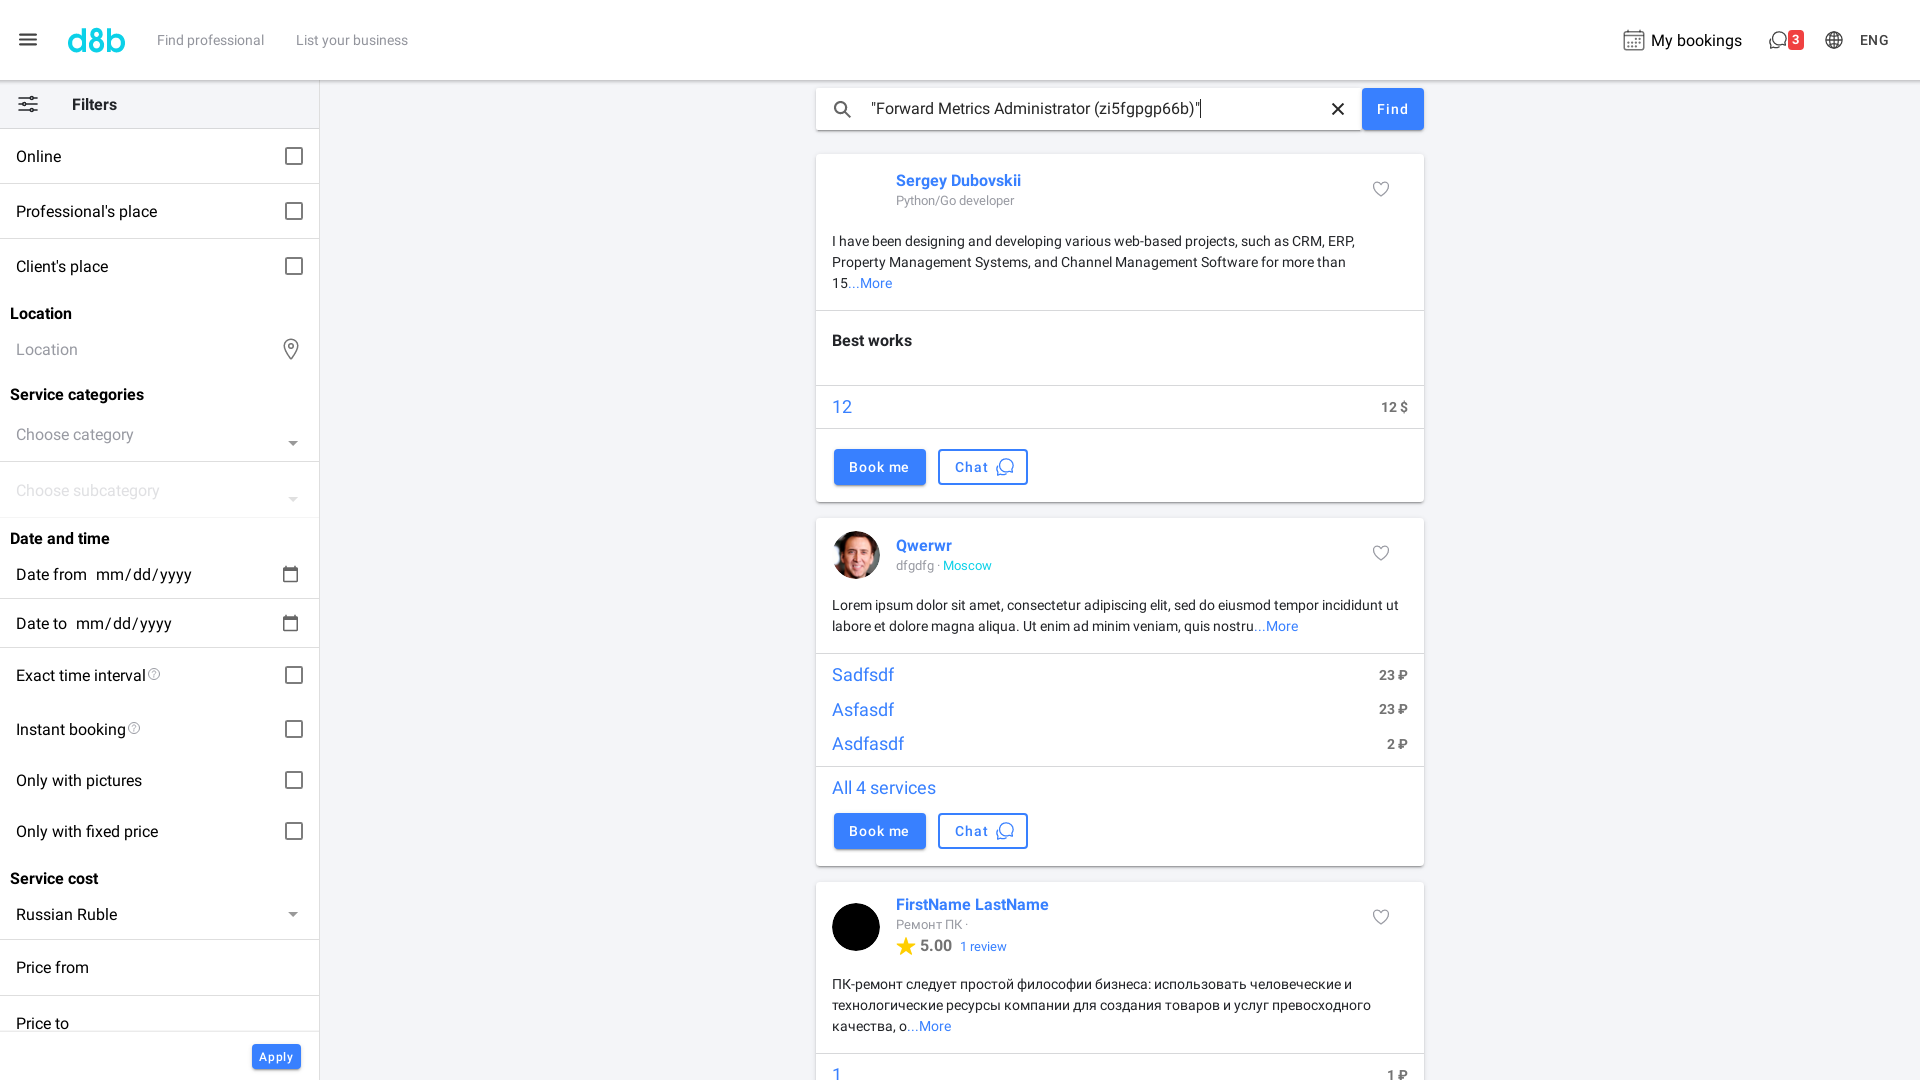 d8b
Find professional
List your business
My bookings
3
ENG
Filters
Online
Professional's place
Client's place
Location
Location
Service categories
Choose category
Choose subcategory
Date and time
Date from mm/dd/yyyy
Date to mm/dd/yyyy
Exact time interval
Instant booking
Only with pictures
Only with fixed price
Service cost
Russian Ruble
Price from
Price to
Apply
"Forward Metrics Administrator (zi5fgpgp66b)"
Find
Sergey Dubovskii
Python/Go developer
I have been designing and developing various web-based projects, such as CRM, ERP,
Property Management Systems, and Channel Management Software for more than
15...More
Best works
12 12 $
Book me Chat
Qwerwr
dfgdfg · Moscow
Lorem ipsum dolor sit amet, consectetur adipiscing elit, sed do eiusmod tempor incididunt ut
labore et dolore magna aliqua. Ut enim ad minim veniam, quis nostru...More
Sadfsdf 23 ₽
Asfasdf 23 ₽
Asdfasdf 2 ₽
All 4 services
Book me Chat
FirstName LastName
Ремонт ПК ·
5.00 1 review
ПК-ремонт следует простой философии бизнеса: использовать человеческие и
технологические ресурсы компании для создания товаров и услуг превосходного
качества, о...More
1 1 ₽